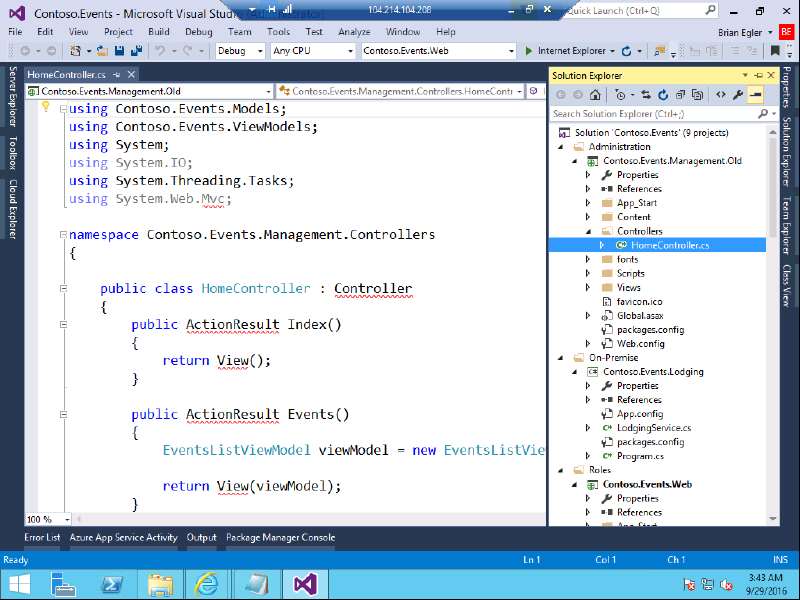 Contoso.Events - Microsoft Visual Stu
104.214.104.208
Quick Launch (Ctrl+Q)
File Edit View Project Build Debug Team Tools Test Analyze Window Help
Brian Egler
BE
Debug Any CPU Contoso.Events.Web Internet Explorer
HomeController.cs
Contoso.Events.Management.Old
Contoso.Events.Management.Controllers.HomeContr
using Contoso.Events.Models;
using Contoso.Events.ViewModels;
using System;
using System.IO;
using System.Threading.Tasks;
using System.Web.Mvc;
namespace Contoso.Events.Management.Controllers
{
public class HomeController : Controller
{
public ActionResult Index()
{
return View();
}
public ActionResult Events()
{
EventsListViewModel viewModel = new EventsListVie
return View(viewModel);
}
100 %
Server Explorer
Toolbox
Cloud Explorer
Solution Explorer
Search Solution Explorer (Ctrl+;)
Solution 'Contoso.Events' (9 projects)
Administration
Contoso.Events.Management.Old
Properties
References
App_Start
Content
Controllers
HomeController.cs
fonts
Scripts
Views
favicon.ico
Global.asax
packages.config
Web.config
On-Premise
Contoso.Events.Lodging
Properties
References
App.config
LodgingService.cs
packages.config
Program.cs
Roles
Contoso.Events.Web
Properties
References
App_Start
Properties
Solution Explorer
Team Explorer
Class View
Error List Azure App Service Activity Output Package Manager Console
Ready Ln 1 Col 1 Ch 1 INS
3:43 AM
9/29/2016